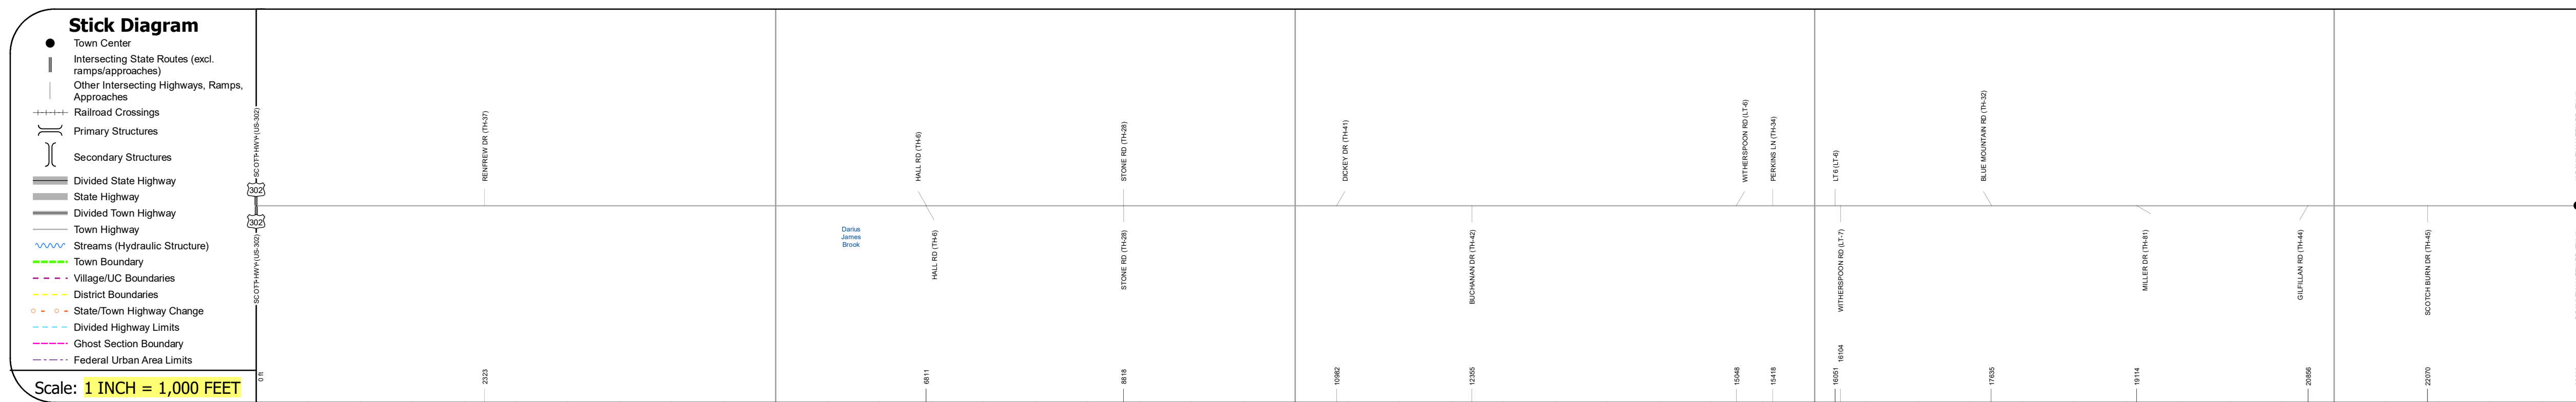 Stick Diagram
Town Center
Intersecting State Routes (excl.
ramps/approaches)
Other Intersecting Highways, Ramps,
Approaches
Railroad Crossings
Primary Structures
Secondary Structures
Divided State Highway
State Highway
Divided Town Highway
Town Highway
Streams (Hydraulic Structure)
Town Boundary
Village/UC Boundaries
District Boundaries
State/Town Highway Change
Divided Highway Limits
Ghost Section Boundary
Federal Urban Area Limits
Scale: 1 INCH = 1,000 FEET
SCOTT HWY (US-302)
RENFREW DR (TH-37)
HALL RD (TH-6)
STONE RD (TH-28)
DICKEY DR (TH-41)
WITHERSPOON RD (LT-6)
PERKINS LN (TH-34)
LT 6 (LT-6)
BLUE MOUNTAIN RD (TH-32)
302
302
SCOTT HWY (US-302)
Darius
James
Brook
HALL RD (TH-6)
STONE RD (TH-28)
BUCHANAN DR (TH-42)
WITHERSPOON RD (LT-7)
MILLER DR (TH-81)
GILFILLAN RD (TH-44)
SCOTCH BURN DR (TH-45)
0 ft
2323
6811
8818
10982
12355
15048
15418
16051
16104
17635
19114
20856
22070